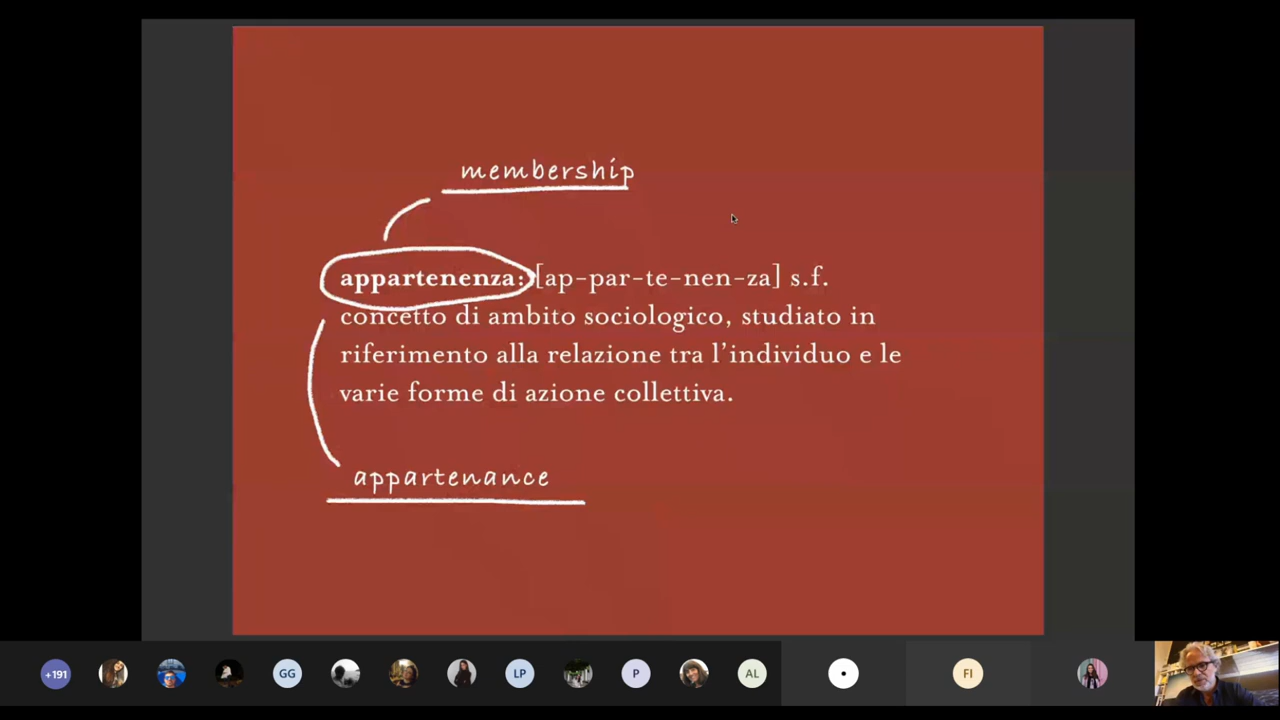 membership
appartenenza: [ap-par-te-nen-za] s.f.
concetto di ambito sociologico, studiato in
riferimento alla relazione tra l’individuo e le
varie forme di azione collettiva.
appartenance
+191
GG
LP
P
AL
FI